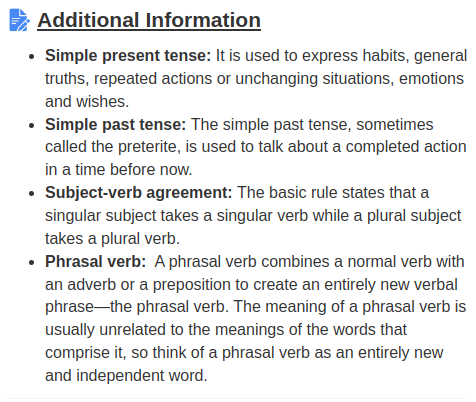 Additional Information
• Simple present tense: It is used to express habits, general
truths, repeated actions or unchanging situations, emotions
and wishes.
• Simple past tense: The simple past tense, sometimes
called the preterite, is used to talk about a completed action
in a time before now.
• Subject-verb agreement: The basic rule states that a
singular subject takes a singular verb while a plural subject
takes a plural verb.
• Phrasal verb:  A phrasal verb combines a normal verb with
an adverb or a preposition to create an entirely new verbal
phrase—the phrasal verb. The meaning of a phrasal verb is
usually unrelated to the meanings of the words that
comprise it, so think of a phrasal verb as an entirely new
and independent word.